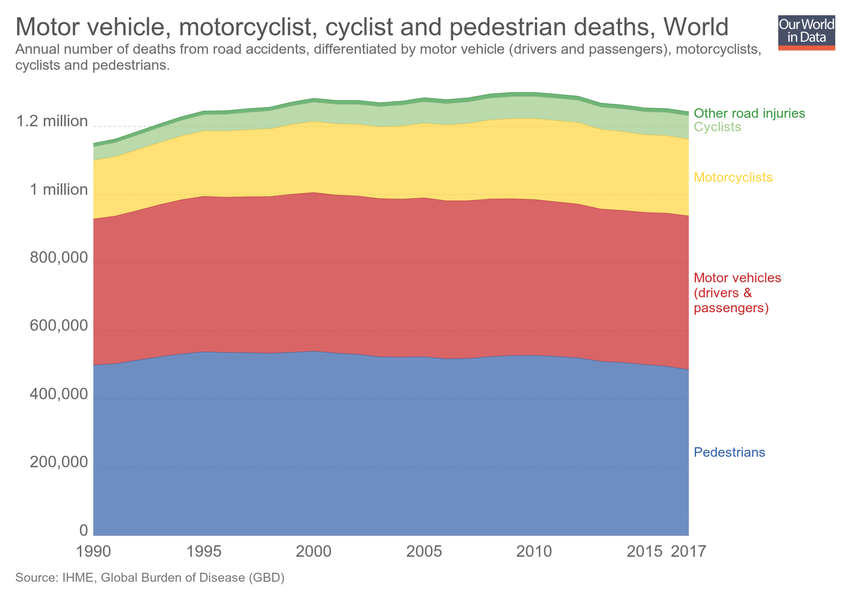 Motor vehicle, motorcyclist, cyclist and pedestrian deaths, World
Our World
in Data
Annual number of deaths from road accidents, differentiated by motor vehicle (drivers and passengers), motorcyclists,
cyclists and pedestrians.
1.2 million
1 million
800,000
600,000
400,000
200,000
0
Other road injuries
Cyclists
Motorcyclists
Motor vehicles
(drivers &
passengers)
Pedestrians
1990
1995
2000
2005
2010
2015
2017
Source: IHME, Global Burden of Disease (GBD)